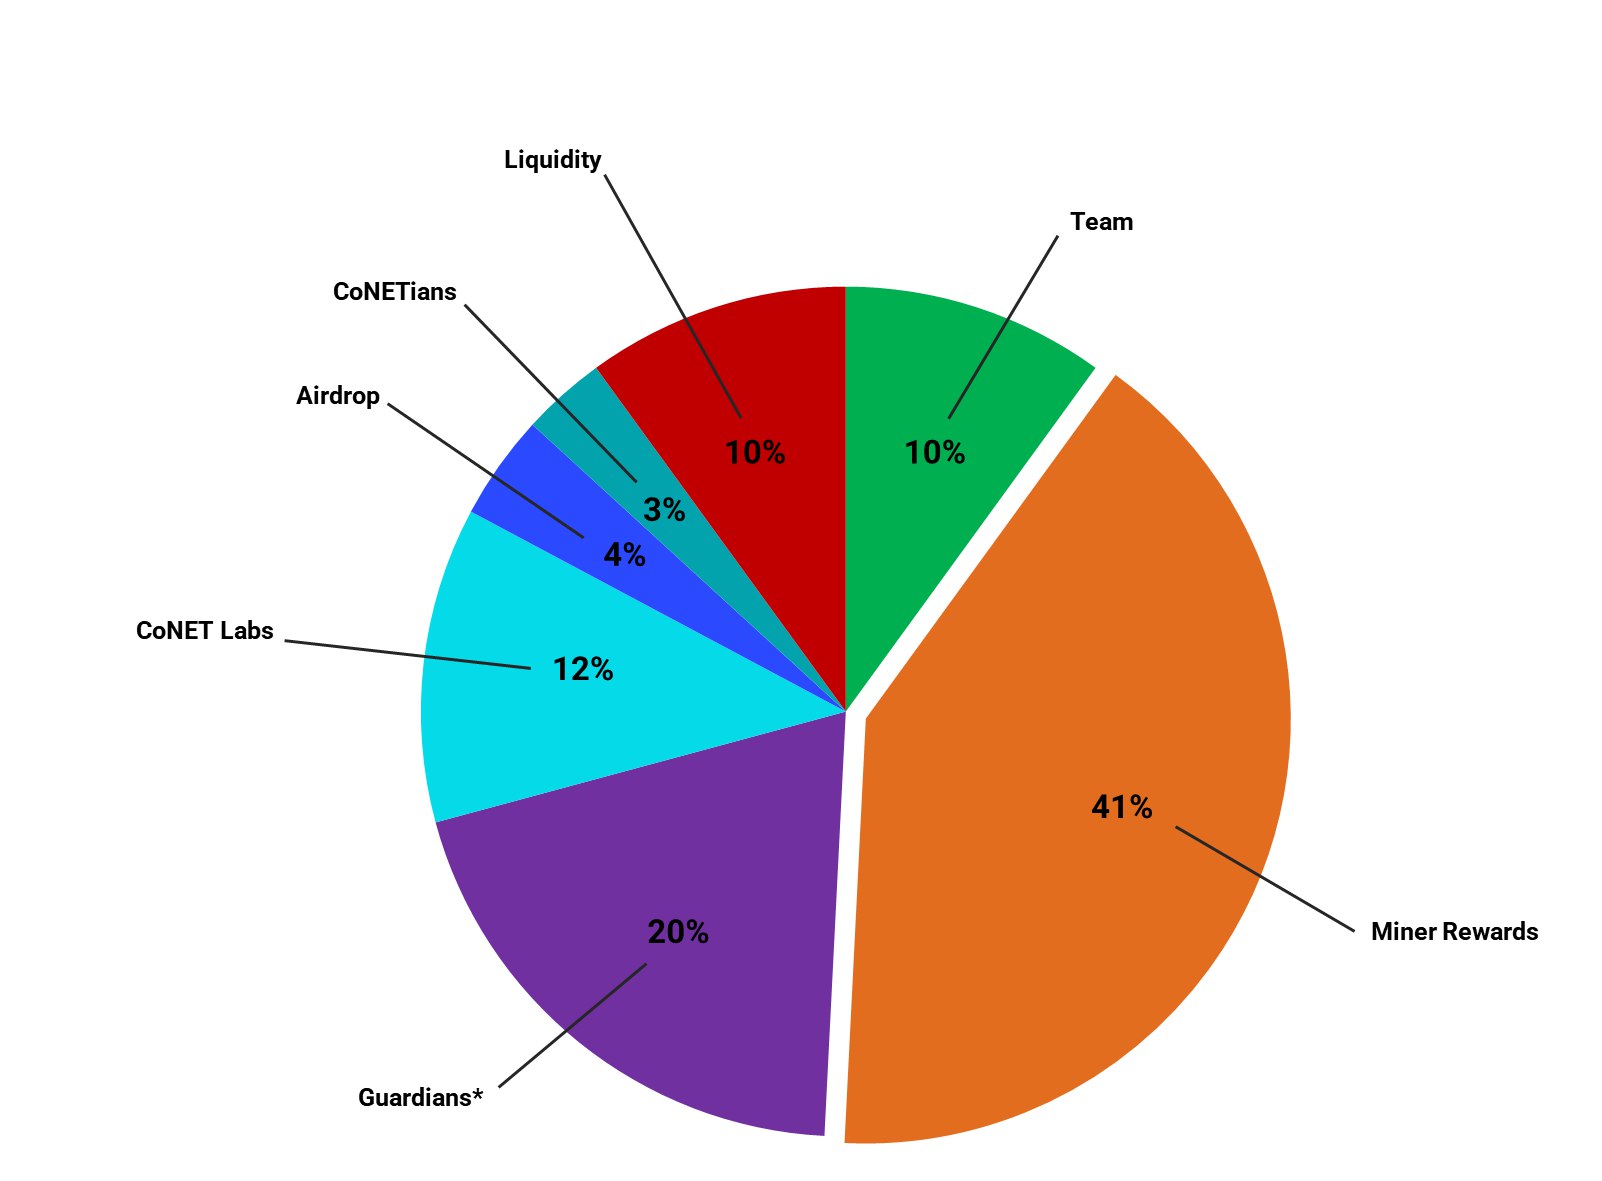 Liquidity
Team
CoNETians
Airdrop
10%
10%
3%
4%
CoNET Labs
12%
41%
20%
Miner Rewards
Guardians*